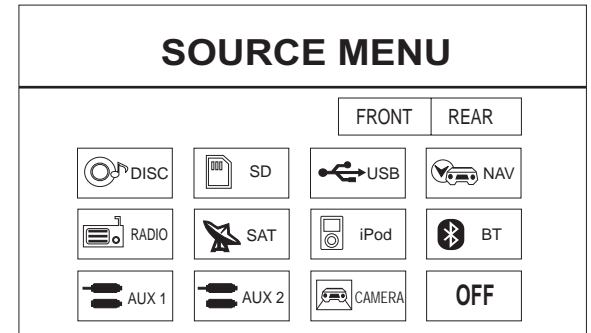 SOURCE MENU
FRONT REAR
DISC SD USB NAV
RADIO SAT iPod BT
AUX 1 AUX 2 CAMERA OFF